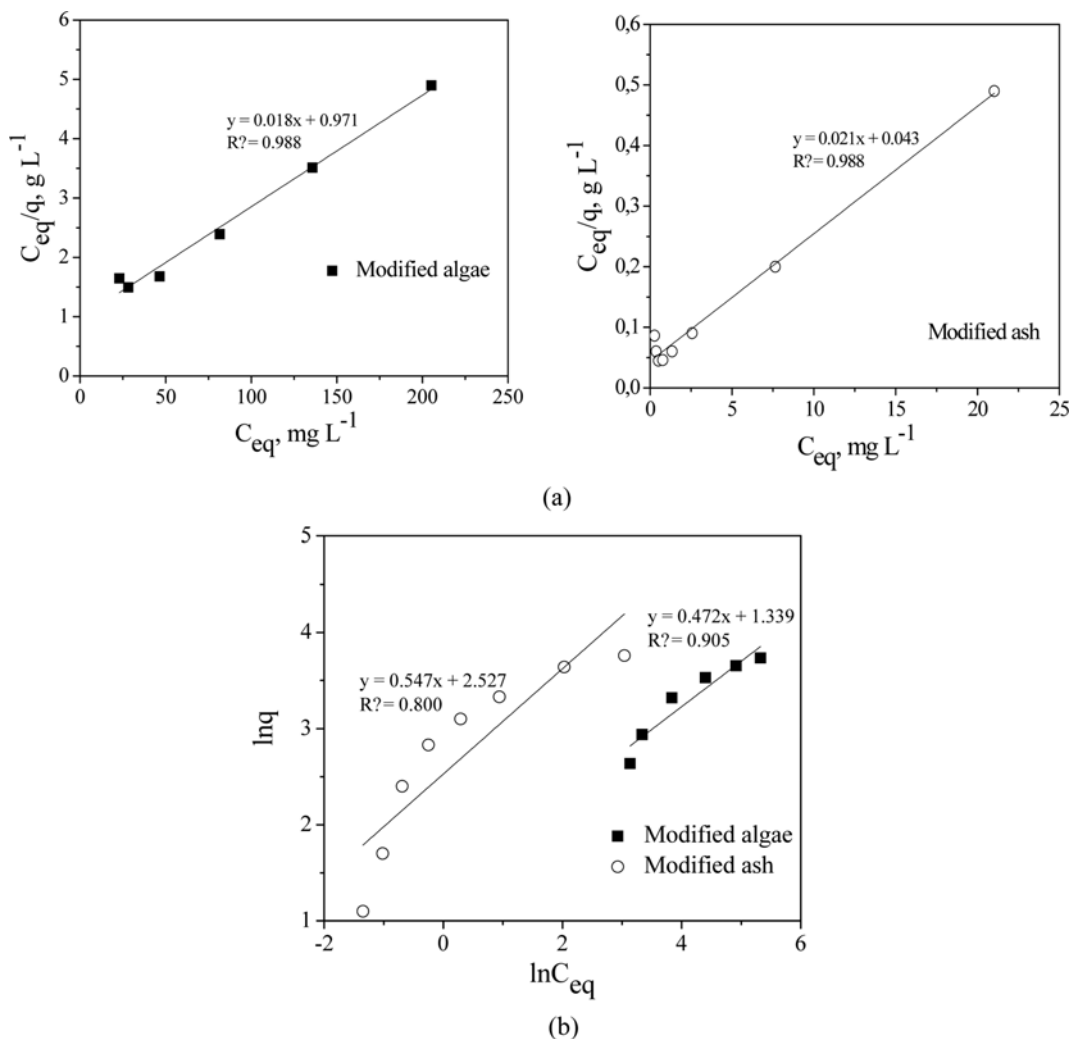 6
5
4
3
2
1
0
C_eq/q, g L^-1
y = 0.018x + 0.971
R?= 0.988
Modified algae
0 50 100 150 200 250
C_eq, mg L^-1
0,6
0,5
0,4
0,3
0,2
0,1
0,0
C_eq/q, g L^-1
y = 0.021x + 0.043
R?= 0.988
Modified ash
0 5 10 15 20 25
C_eq, mg L^-1
(a)
5
4
3
2
1
lnq
y = 0.472x + 1.339
R?= 0.905
y = 0.547x + 2.527
R?= 0.800
Modified algae
Modified ash
-2 0 2 4 6
lnC_eq
(b)